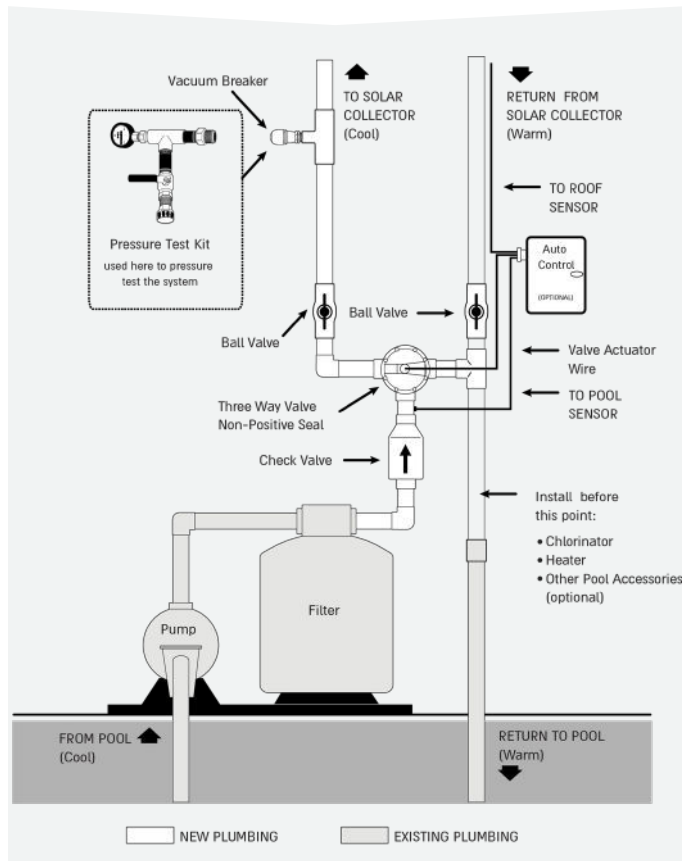 Vacuum Breaker
TO SOLAR
COLLECTOR
(Cool)
RETURN FROM
SOLAR COLLECTOR
(Warm)
TO ROOF
SENSOR
Pressure Test Kit
used here to pressure
test the system
Auto
Control
(OPTIONAL)
Ball Valve
Ball Valve
Valve Actuator
Wire
Three Way Valve
Non-Positive Seal
TO POOL
SENSOR
Check Valve
Install before
this point:
• Chlorinator
• Heater
• Other Pool Accessories
(optional)
Filter
Pump
FROM POOL
(Cool)
RETURN TO POOL
(Warm)
NEW PLUMBING
EXISTING PLUMBING